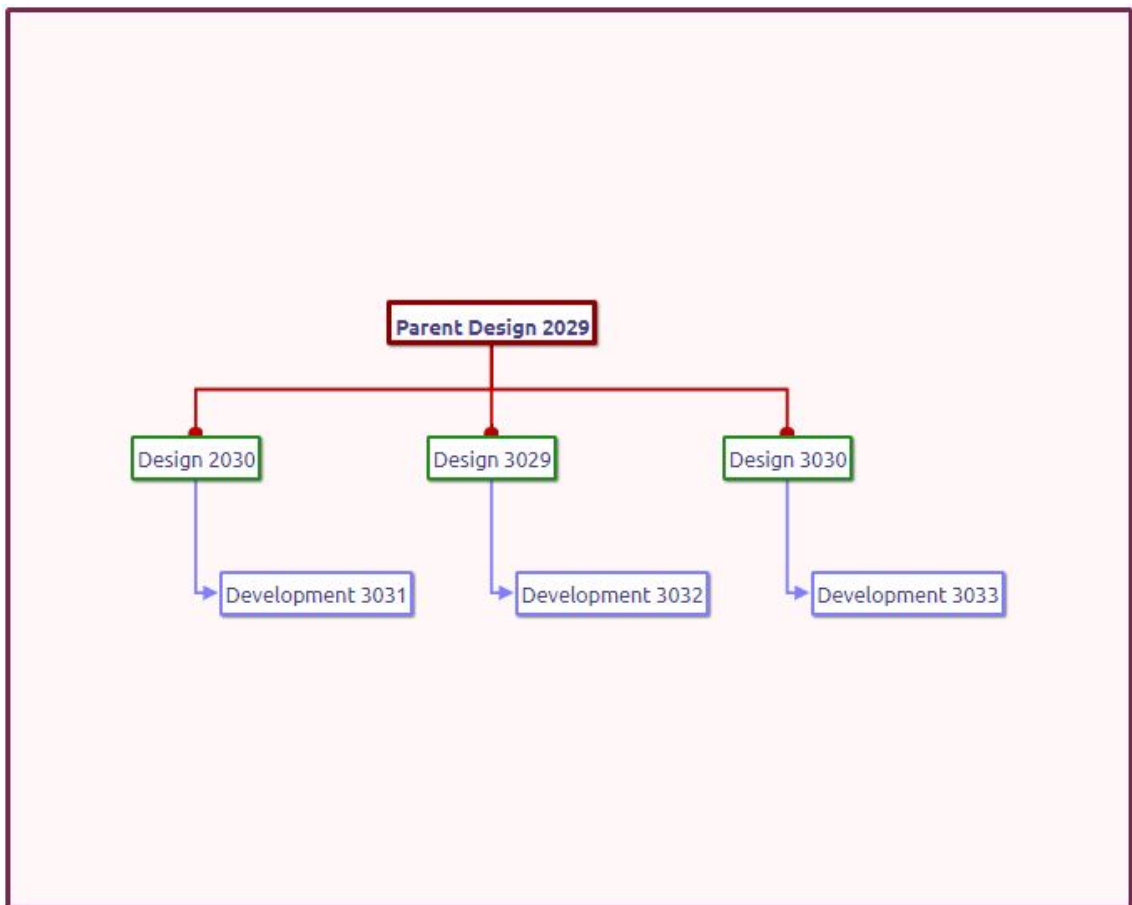 Parent Design 2029
Design 2030
Design 3029
Design 3030
Development 3031
Development 3032
Development 3033